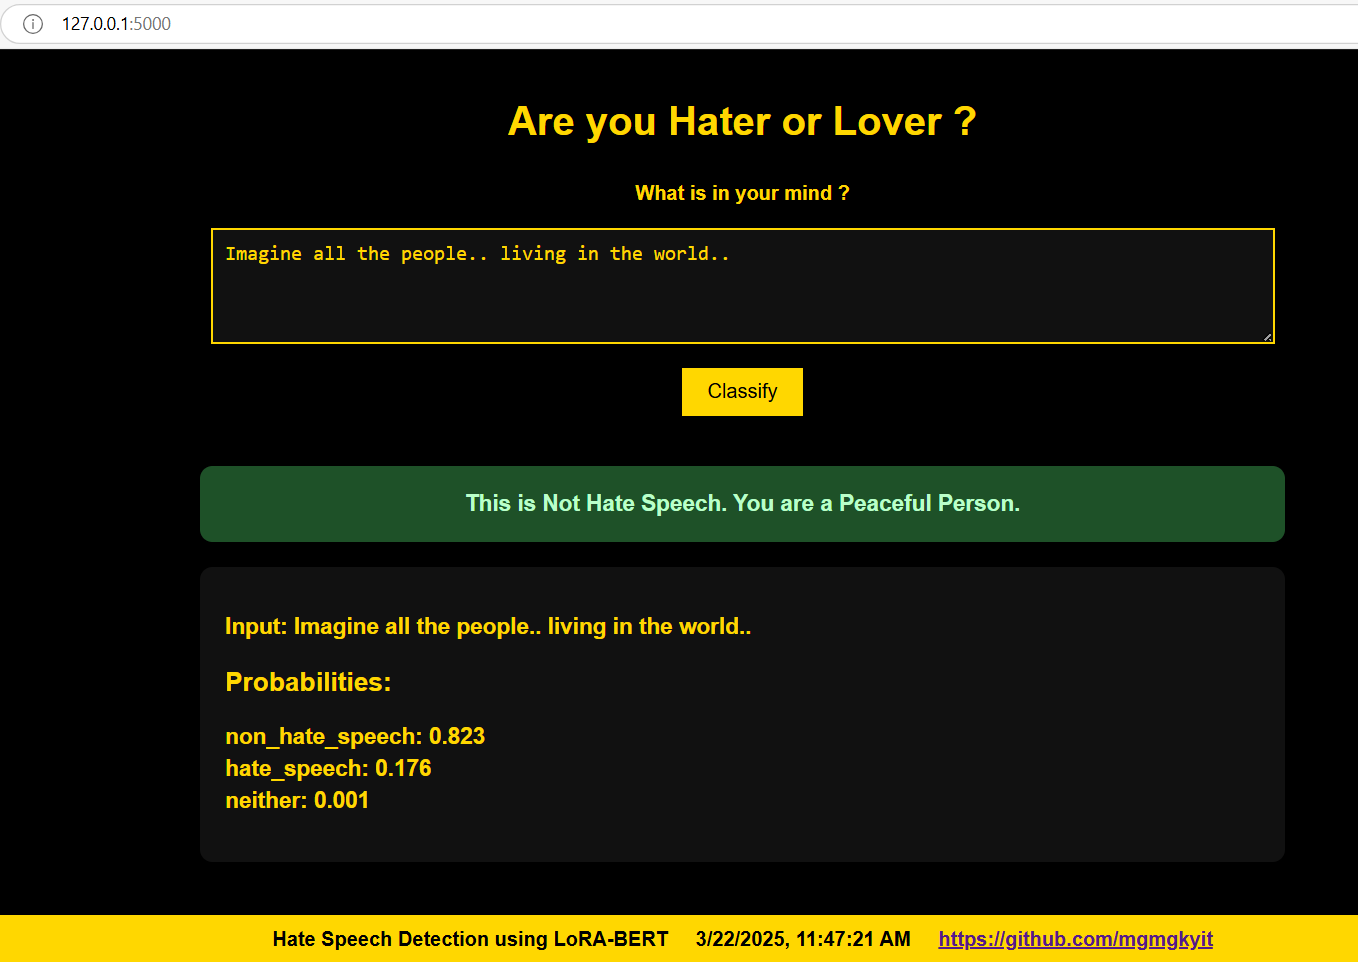 127.0.0.1:5000
Are you Hater or Lover ?
What is in your mind ?
Imagine all the people.. living in the world..
Classify
This is Not Hate Speech. You are a Peaceful Person.
Input: Imagine all the people.. living in the world..
Probabilities:
non_hate_speech: 0.823
hate_speech: 0.176
neither: 0.001
Hate Speech Detection using LoRA-BERT 3/22/2025, 11:47:21 AM https://github.com/mgmgkyit